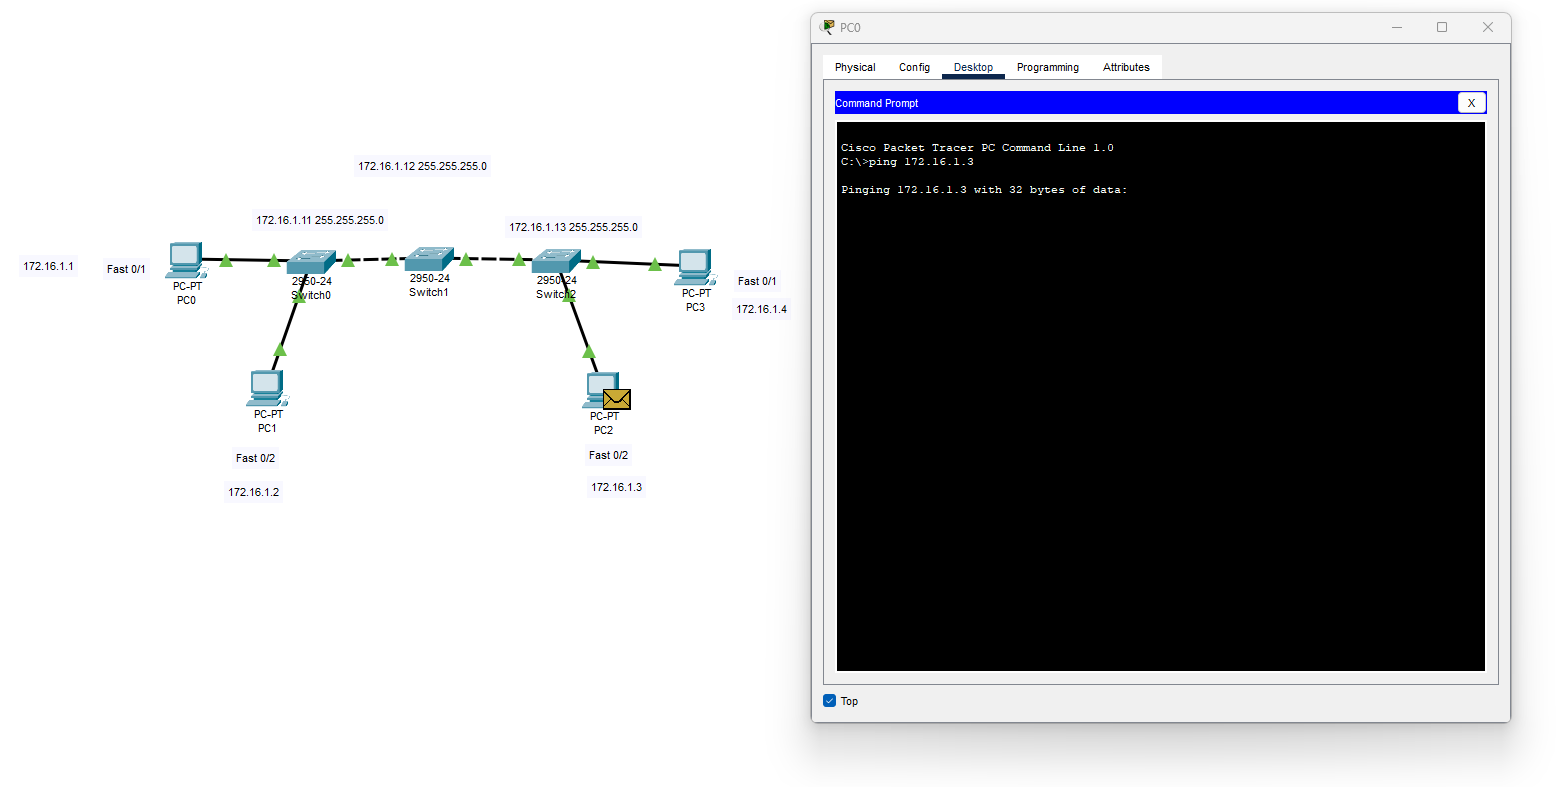 172.16.1.12 255.255.255.0
172.16.1.11 255.255.255.0
172.16.1.13 255.255.255.0
172.16.1.1
Fast 0/1
PC-PT
PC0
2950-24
Switch0
2950-24
Switch1
2950-24
Switch2
PC-PT
PC3
Fast 0/1
172.16.1.4
PC-PT
PC1
Fast 0/2
172.16.1.2
PC-PT
PC2
Fast 0/2
172.16.1.3
PC0
Physical Config Desktop Programming Attributes
Command Prompt X
Cisco Packet Tracer PC Command Line 1.0
C:\>ping 172.16.1.3
Pinging 172.16.1.3 with 32 bytes of data:
Top